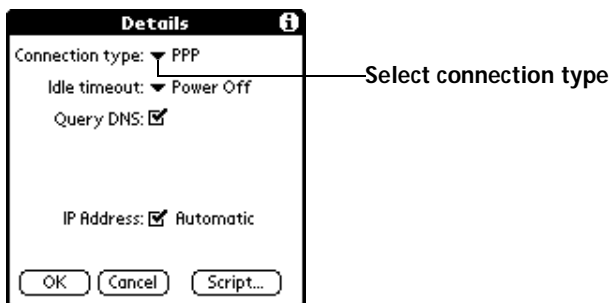 Details
Connection type: PPP
Select connection type
Idle timeout: Power Off
Query DNS:
IP Address: Automatic
OK Cancel Script...